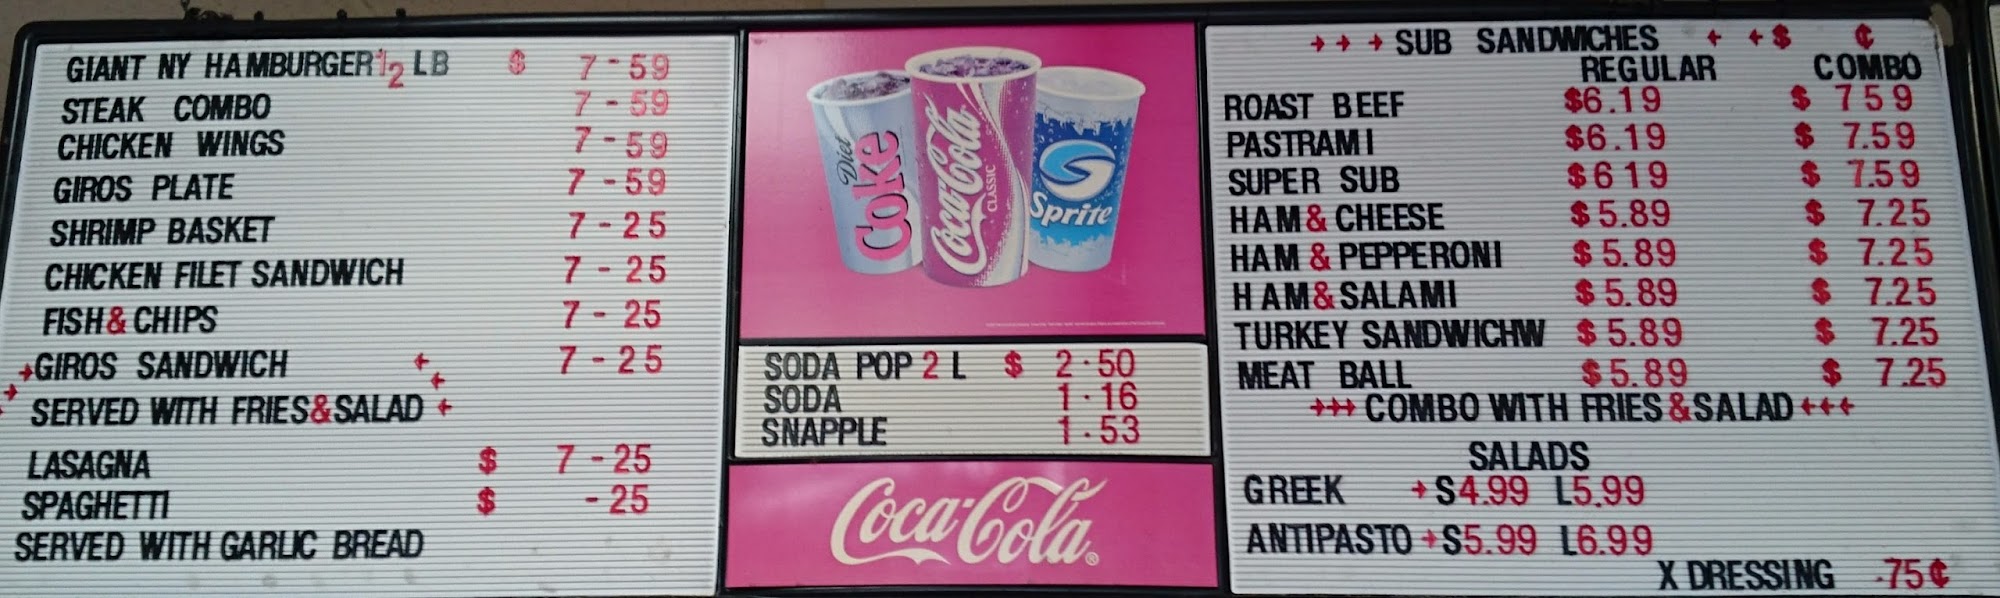 GIANT NY HAMBURGER 1/2 LB $ 7-59
STEAK COMBO 7-59
CHICKEN WINGS 7-59
GIROS PLATE 7-59
SHRIMP BASKET 7-25
CHICKEN FILET SANDWICH 7-25
FISH & CHIPS 7-25
→GIROS SANDWICH ← 7-25
→ SERVED WITH FRIES & SALAD ←
LASAGNA $ 7-25
SPAGHETTI $ -25
SERVED WITH GARLIC BREAD
Diet Coke
Coca-Cola CLASSIC
Sprite
SODA POP 2 L $ 2.50
SODA 1.16
SNAPPLE 1.53
Coca-Cola®
→→→ SUB SANDWICHES ←←$ ¢
REGULAR COMBO
ROAST BEEF $6.19 $ 759
PASTRAMI $6.19 $ 7.59
SUPER SUB $6 19 $ 7.59
HAM & CHEESE $5.89 $ 7.25
HAM & PEPPERONI $5.89 $ 7.25
HAM & SALAMI $5.89 $ 7.25
TURKEY SANDWICHW $5.89 $ 7.25
MEAT BALL $5.89 $ 7.25
→→→ COMBO WITH FRIES & SALAD ←←←
SALADS
GREEK → S4.99 L5.99
ANTIPASTO → S5.99 L6.99
X DRESSING .75¢